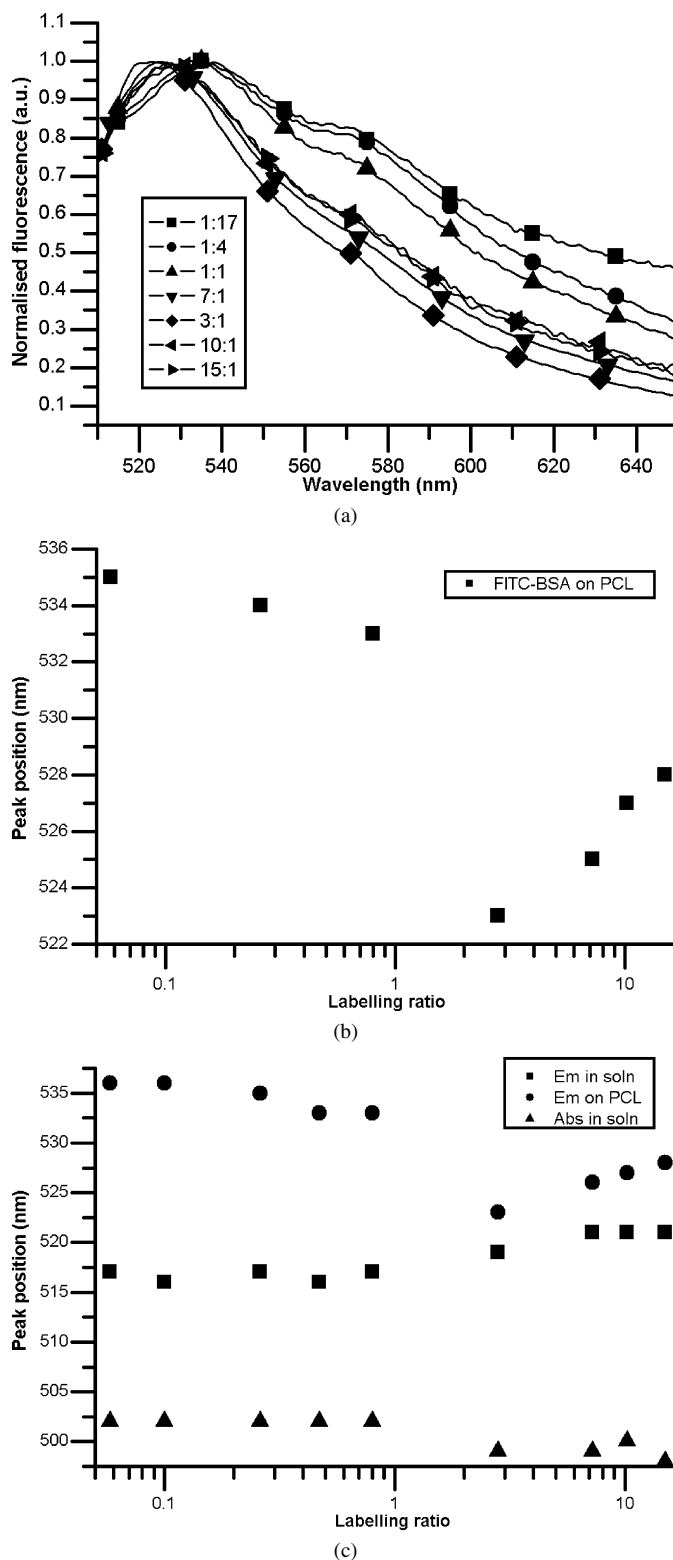 Normalised fluorescence (a.u.)
1.1
1.0
0.9
0.8
0.7
0.6
0.5
0.4
0.3
0.2
0.1
1:17
1:4
1:1
7:1
3:1
10:1
15:1
520 540 560 580 600 620 640
Wavelength (nm)
(a)
Peak position (nm)
536
534
532
530
528
526
524
522
FITC-BSA on PCL
0.1 1 10
Labelling ratio
(b)
Peak position (nm)
535
530
525
520
515
510
505
500
Em in soln
Em on PCL
Abs in soln
0.1 1 10
Labelling ratio
(c)